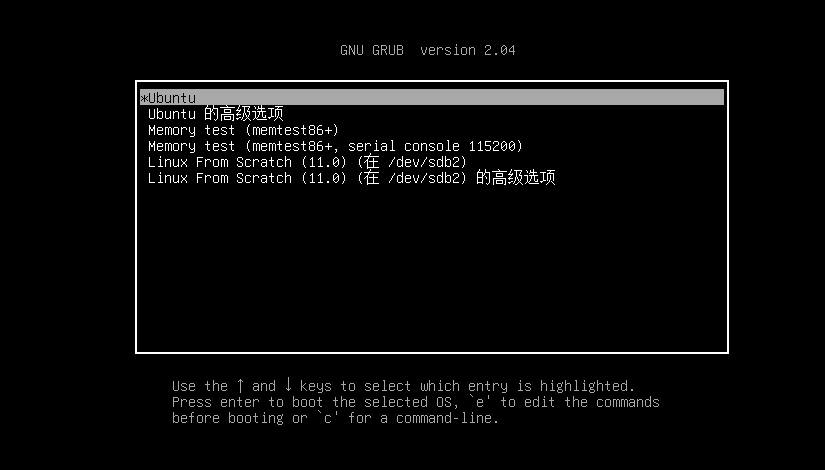 GNU GRUB  version 2.04
*Ubuntu
Ubuntu 的高级选项
Memory test (memtest86+)
Memory test (memtest86+, serial console 115200)
Linux From Scratch (11.0) (在 /dev/sdb2)
Linux From Scratch (11.0) (在 /dev/sdb2) 的高级选项
Use the ↑ and ↓ keys to select which entry is highlighted.
Press enter to boot the selected OS, `e' to edit the commands
before booting or `c' for a command-line.